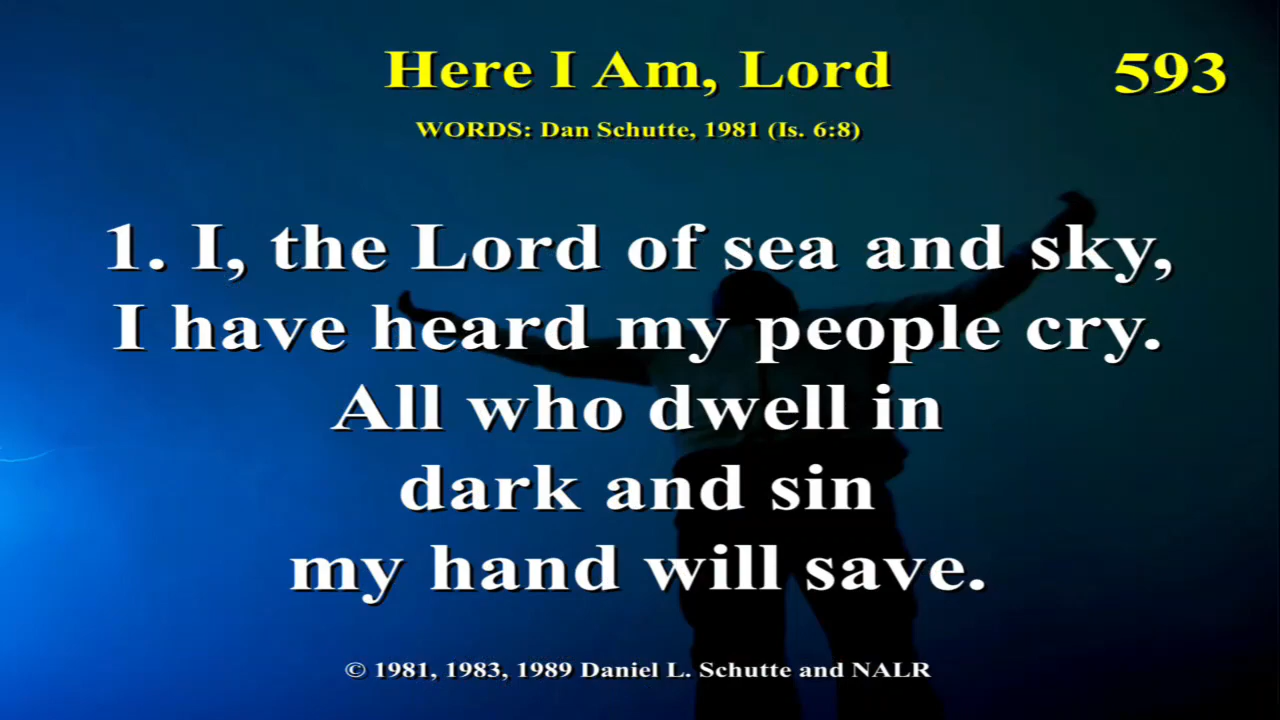 Here I Am, Lord
593
WORDS: Dan Schutte, 1981 (Is. 6:8)
1. I, the Lord of sea and sky,
I have heard my people cry.
All who dwell in
dark and sin
my hand will save.
© 1981, 1983, 1989 Daniel L. Schutte and NALR